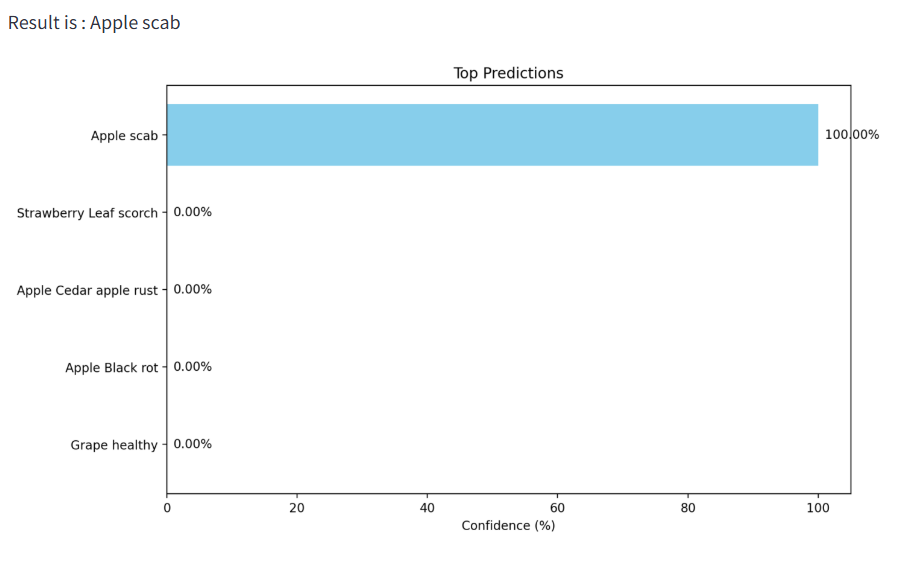 Result is : Apple scab
Top Predictions
Apple scab 100.00%
Strawberry Leaf scorch 0.00%
Apple Cedar apple rust 0.00%
Apple Black rot 0.00%
Grape healthy 0.00%
0 20 40 60 80 100
Confidence (%)